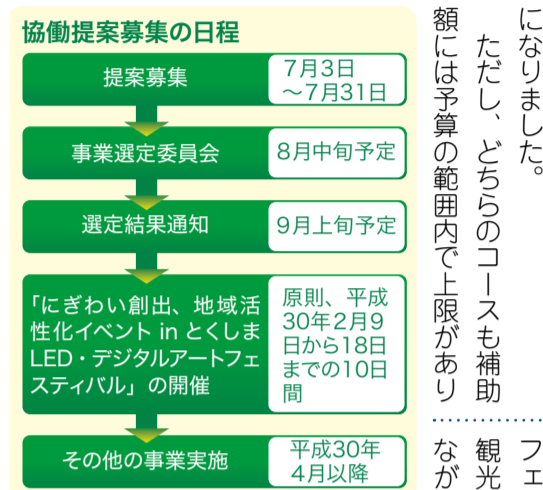 になりました。
ただし、どちらのコースも補助
額には予算の範囲内で上限があり
協働提案募集の日程
提案募集
7月3日
～7月31日
事業選定委員会
8月中旬予定
選定結果通知
9月上旬予定
「にぎわい創出、地域活
性化イベント in とくしま
LED・デジタルアートフェ
スティバル」の開催
原則、平成
30年2月9
日から18日
までの10日
間
その他の事業実施
平成30年
4月以降
フェ
観光
なが